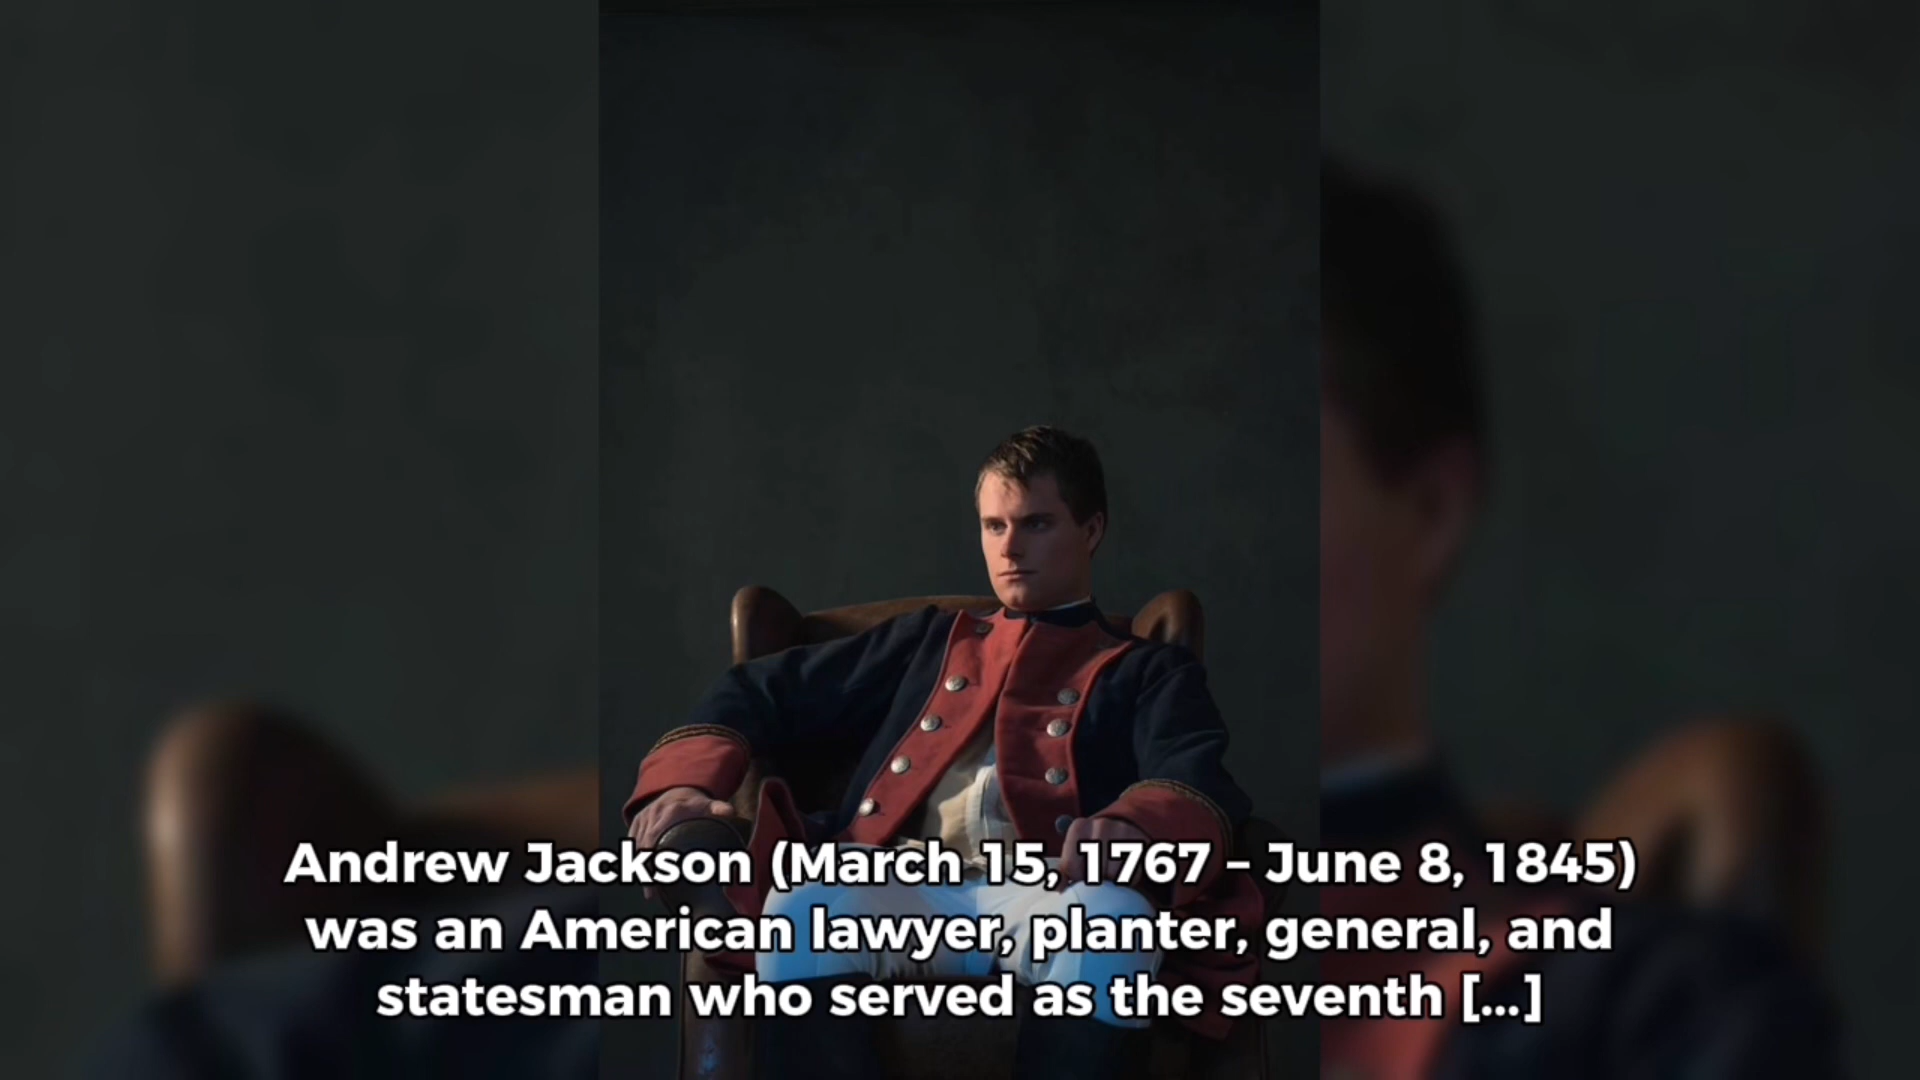 Andrew Jackson (March 15, 1767 – June 8, 1845)
was an American lawyer, planter, general, and
statesman who served as the seventh [...]